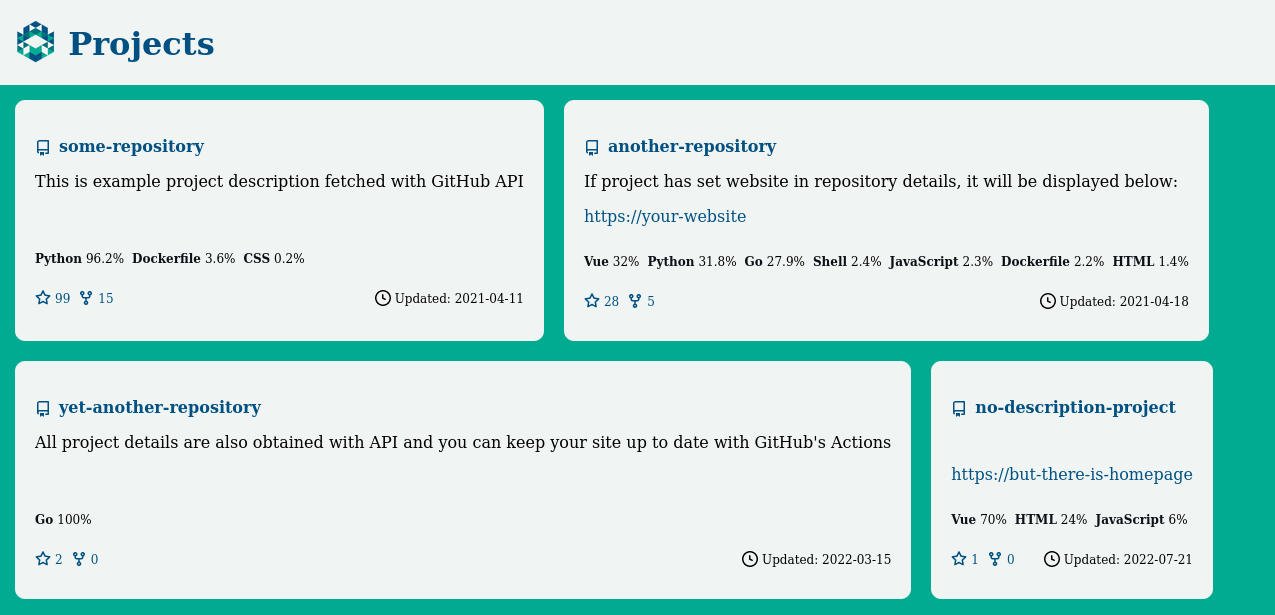 Projects
some-repository
This is example project description fetched with GitHub API
Python 96.2% Dockerfile 3.6% CSS 0.2%
99 15 Updated: 2021-04-11
another-repository
If project has set website in repository details, it will be displayed below:
https://your-website
Vue 32% Python 31.8% Go 27.9% Shell 2.4% JavaScript 2.3% Dockerfile 2.2% HTML 1.4%
28 5 Updated: 2021-04-18
yet-another-repository
All project details are also obtained with API and you can keep your site up to date with GitHub's Actions
Go 100%
2 0 Updated: 2022-03-15
no-description-project
https://but-there-is-homepage
Vue 70% HTML 24% JavaScript 6%
1 0 Updated: 2022-07-21